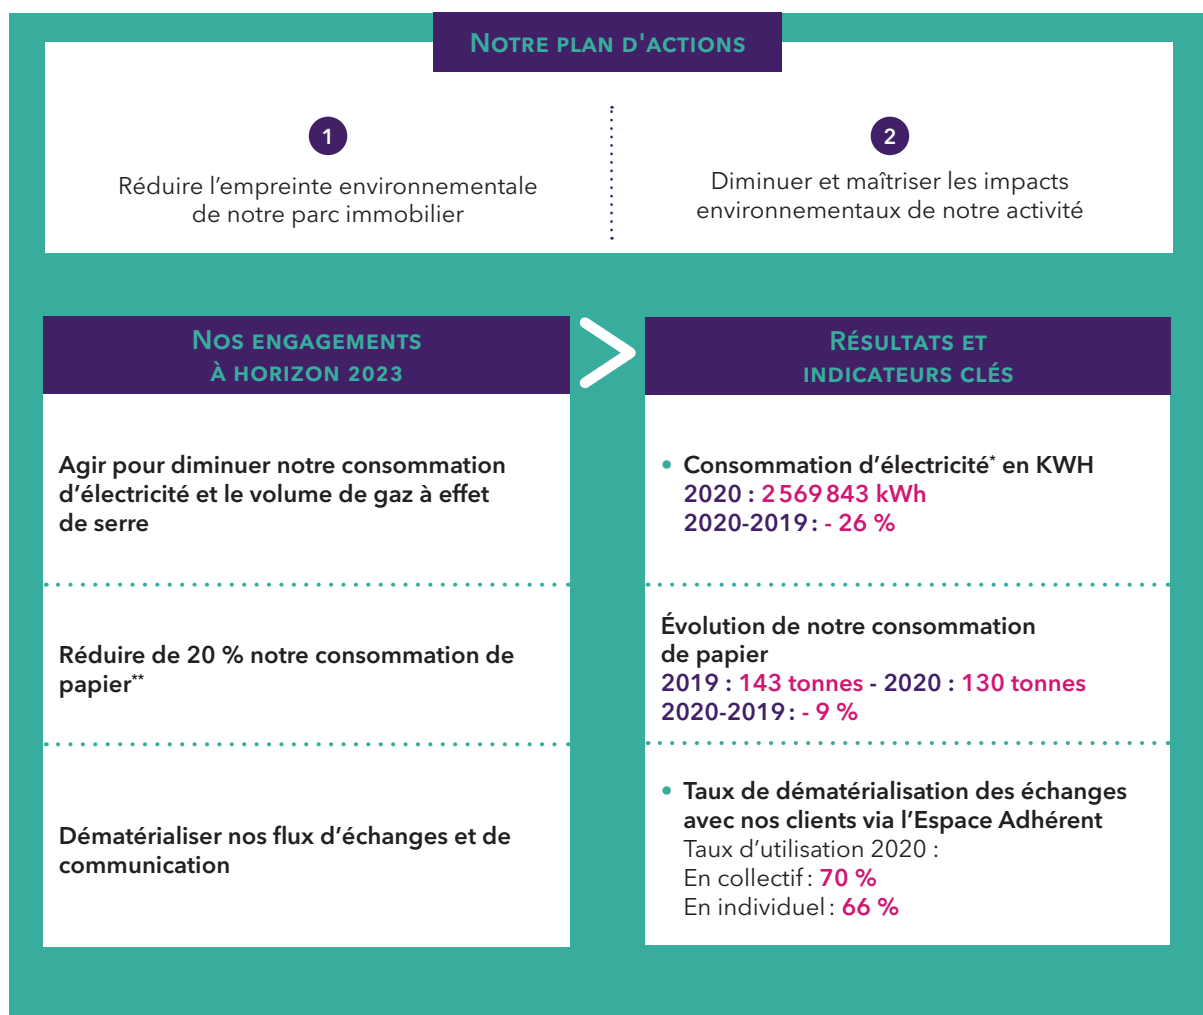 NOTRE PLAN D'ACTIONS
1
Réduire l'empreinte environnementale
de notre parc immobilier
2
Diminuer et maîtriser les impacts
environnementaux de notre activité
NOS ENGAGEMENTS
À HORIZON 2023
Agir pour diminuer notre consommation
d'électricité et le volume de gaz à effet
de serre
Réduire de 20 % notre consommation de
papier**
Dématérialiser nos flux d'échanges et de
communication
RÉSULTATS ET
INDICATEURS CLÉS
• Consommation d'électricité* en KWH
2020 : 2 569 843 kWh
2020-2019 : - 26 %
Évolution de notre consommation
de papier
2019 : 143 tonnes - 2020 : 130 tonnes
2020-2019 : - 9 %
• Taux de dématérialisation des échanges
avec nos clients via l'Espace Adhérent
Taux d'utilisation 2020 :
En collectif : 70 %
En individuel : 66 %